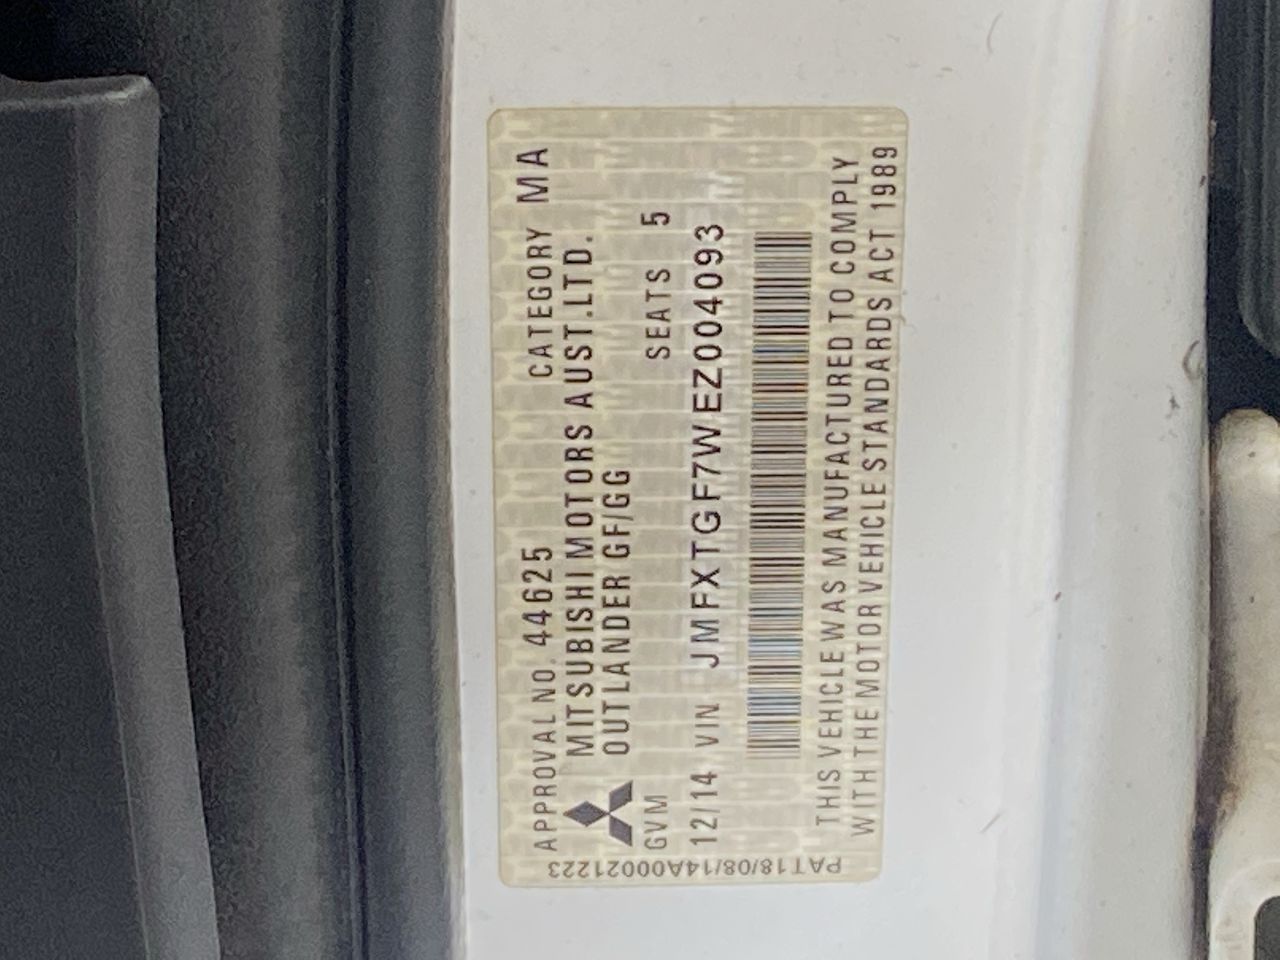 APPROVAL NO. 44625 CATEGORY MA
MITSUBISHI MOTORS AUST.LTD.
OUTLANDER GF/GG
GVM SEATS 5
12/14 VIN JMFXTGF7WEZ004093
THIS VEHICLE WAS MANUFACTURED TO COMPLY
WITH THE MOTOR VEHICLE STANDARDS ACT 1989
PAT18/08/14A00021223